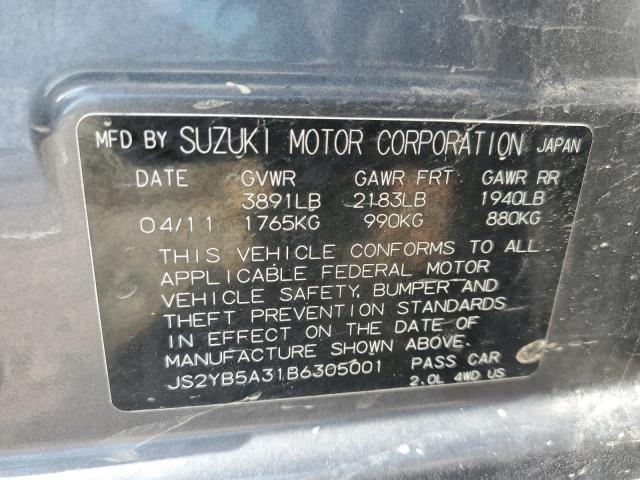 MFD BY SUZUKI MOTOR CORPORATION JAPAN
DATE GVWR GAWR FRT GAWR RR
3891LB 2183LB 1940LB
04/11 1765KG 990KG 880KG
THIS VEHICLE CONFORMS TO ALL
APPLICABLE FEDERAL MOTOR
VEHICLE SAFETY, BUMPER AND
THEFT PREVENTION STANDARDS
IN EFFECT ON THE DATE OF
MANUFACTURE SHOWN ABOVE.
JS2YB5A31B6305001 PASS CAR
2.0L 4WD US